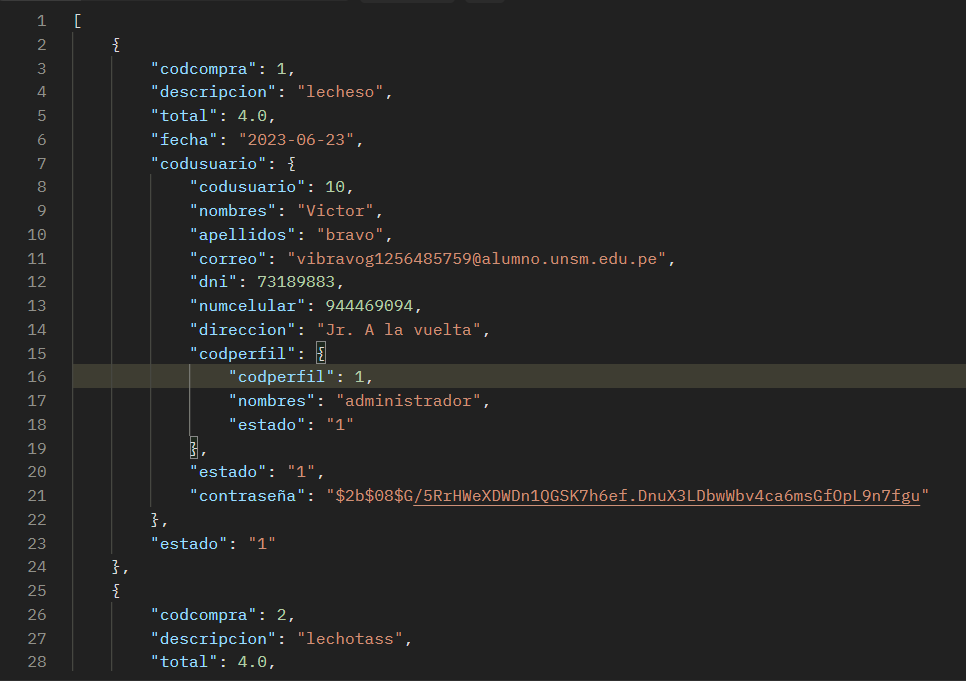 1 [
2 {
3 "codcompra": 1,
4 "descripcion": "lecheso",
5 "total": 4.0,
6 "fecha": "2023-06-23",
7 "codusuario": {
8 "codusuario": 10,
9 "nombres": "Victor",
10 "apellidos": "bravo",
11 "correo": "vibravog1256485759@alumno.unsm.edu.pe",
12 "dni": 73189883,
13 "numcelular": 944469094,
14 "direccion": "Jr. A la vuelta",
15 "codperfil": {
16 "codperfil": 1,
17 "nombres": "administrador",
18 "estado": "1"
19 },
20 "estado": "1",
21 "contraseña": "$2b$08$G/5RrHWeXDWDn1QGSK7h6ef.DnuX3LDbwWbv4ca6msGfOpL9n7fgu"
22 },
23 "estado": "1"
24 },
25 {
26 "codcompra": 2,
27 "descripcion": "lechotass",
28 "total": 4.0,